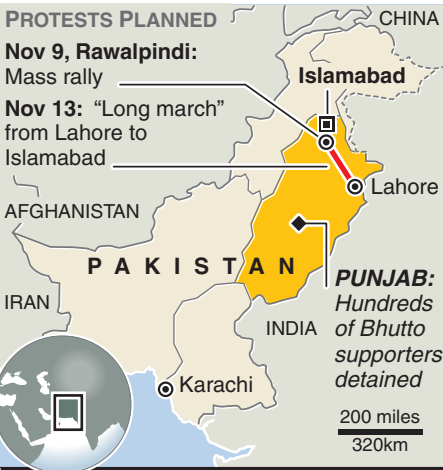 PROTESTS PLANNED
Nov 9, Rawalpindi:
Mass rally
Nov 13: “Long march”
from Lahore to
Islamabad
CHINA
Islamabad
Lahore
AFGHANISTAN
PAKISTAN
IRAN
INDIA
PUNJAB:
Hundreds
of Bhutto
supporters
detained
Karachi
200 miles
320km